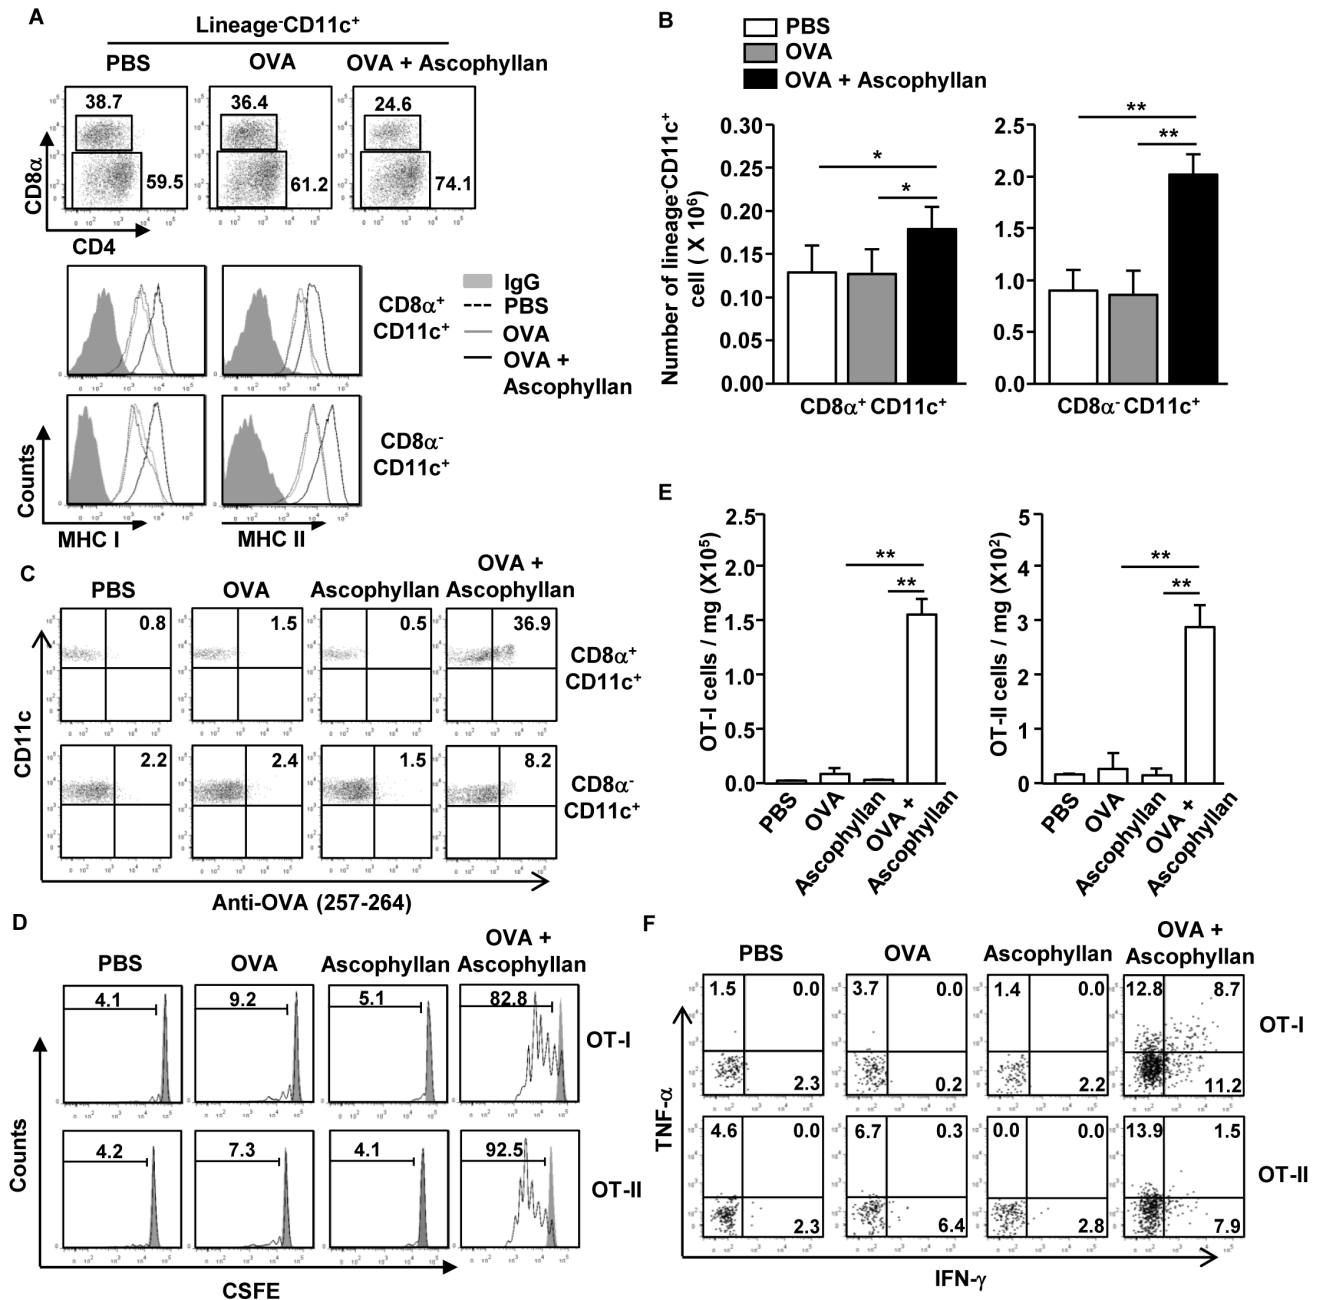 A
Lineage⁻CD11c⁺
PBS OVA OVA + Ascophyllan
38.7 36.4 24.6
59.5 61.2 74.1
CD8α
CD4
IgG
PBS
OVA
OVA +
Ascophyllan
CD8α⁺
CD11c⁺
CD8α⁻
CD11c⁺
Counts
MHC I MHC II
B
PBS
OVA
OVA + Ascophyllan
Number of lineage⁻CD11c⁺
cell ( X 10⁶)
0.30
0.25
0.20
0.15
0.10
0.05
0.00
* *
CD8α⁺ CD11c⁺
2.5
2.0
1.5
1.0
0.5
0.0
** **
CD8α⁻ CD11c⁺
C
PBS OVA Ascophyllan OVA +
Ascophyllan
0.8 1.5 0.5 36.9
CD8α⁺
CD11c⁺
2.2 2.4 1.5 8.2
CD8α⁻
CD11c⁺
CD11c
Anti-OVA (257-264)
D
PBS OVA Ascophyllan OVA +
Ascophyllan
4.1 9.2 5.1 82.8
OT-I
4.2 7.3 4.1 92.5
OT-II
Counts
CSFE
E
OT-I cells / mg (X10⁵)
2.5
2.0
1.5
1.0
0.5
0.0
** **
PBS
OVA
Ascophyllan
OVA +
Ascophyllan
OT-II cells / mg (X10²)
5
4
3
2
1
0
** **
PBS
OVA
Ascophyllan
OVA +
Ascophyllan
F
PBS OVA Ascophyllan OVA +
Ascophyllan
1.5 0.0 3.7 0.0 1.4 0.0 12.8 8.7
2.3 0.2 2.2 11.2
OT-I
4.6 0.0 6.7 0.3 0.0 0.0 13.9 1.5
2.3 6.4 2.8 7.9
OT-II
TNF-α
IFN-γ